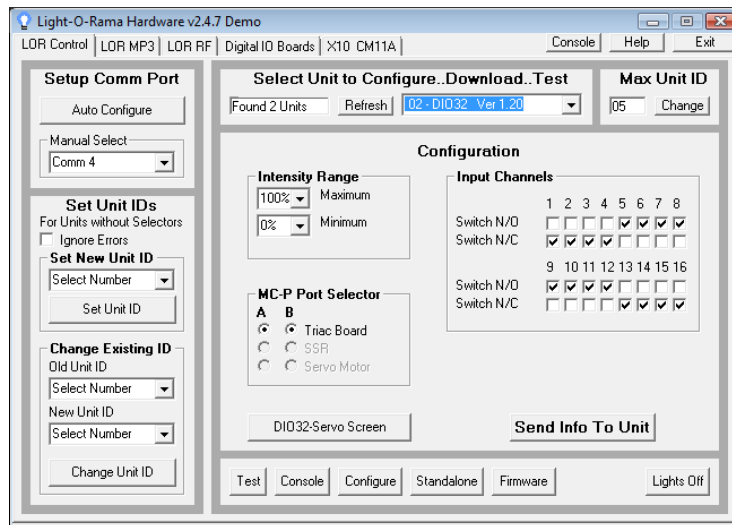 Light-O-Rama Hardware v2.4.7 Demo
LOR Control LOR MP3 LOR RF Digital IO Boards X10 CM11A Console Help Exit
Setup Comm Port
Auto Configure
Manual Select
Comm 4
Set Unit IDs
For Units without Selectors
Ignore Errors
Set New Unit ID
Select Number
Set Unit ID
Change Existing ID
Old Unit ID
Select Number
New Unit ID
Select Number
Change Unit ID
Select Unit to Configure..Download..Test
Found 2 Units Refresh 02 - DIO32 Ver 1.20
Max Unit ID
05 Change
Configuration
Intensity Range
100% Maximum
0% Minimum
Input Channels
1 2 3 4 5 6 7 8
Switch N/O
Switch N/C
9 10 11 12 13 14 15 16
Switch N/O
Switch N/C
MC-P Port Selector
A B
Triac Board
SSR
Servo Motor
DIO32-Servo Screen
Send Info To Unit
Test Console Configure Standalone Firmware Lights Off